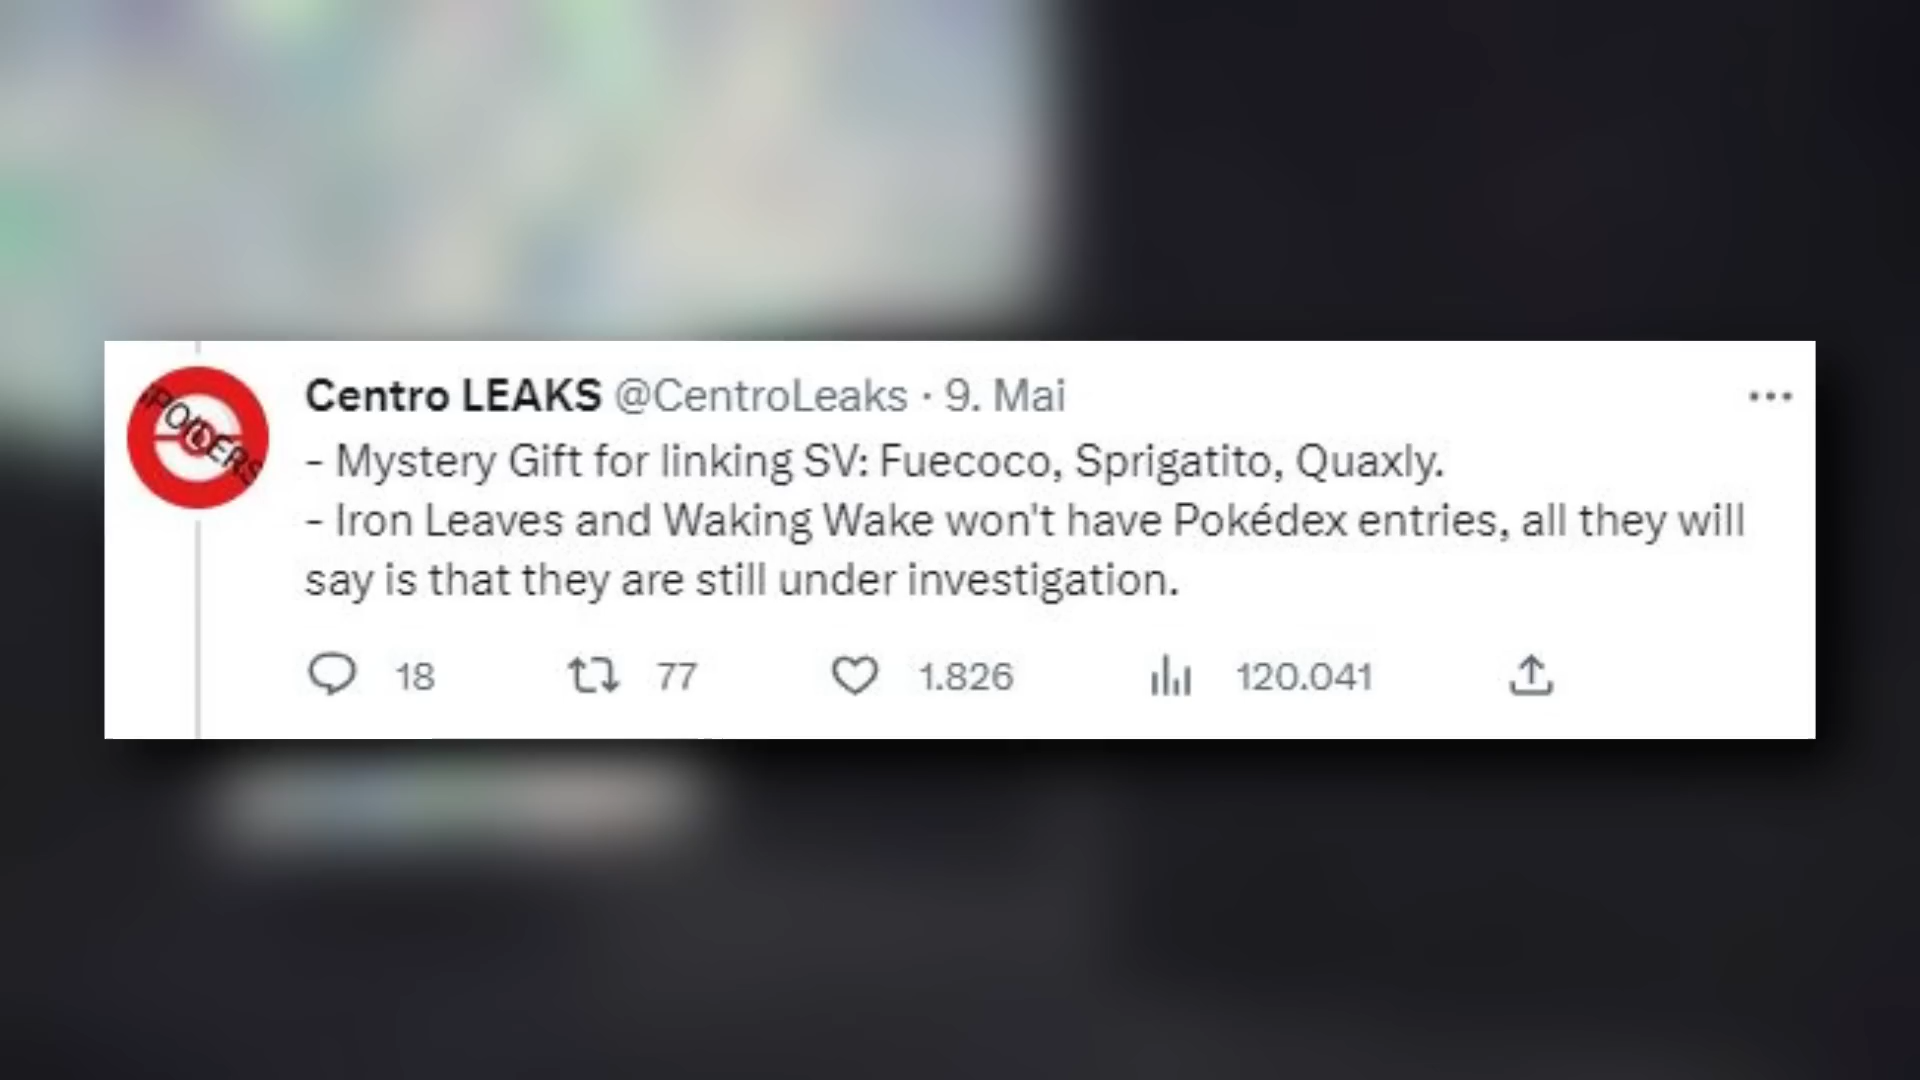 Centro LEAKS @CentroLeaks · 9. Mai
SPOILERS
- Mystery Gift for linking SV: Fuecoco, Sprigatito, Quaxly.
- Iron Leaves and Walking Wake won't have Pokédex entries, all they will
say is that they are still under investigation.
18 77 1.826 120.041